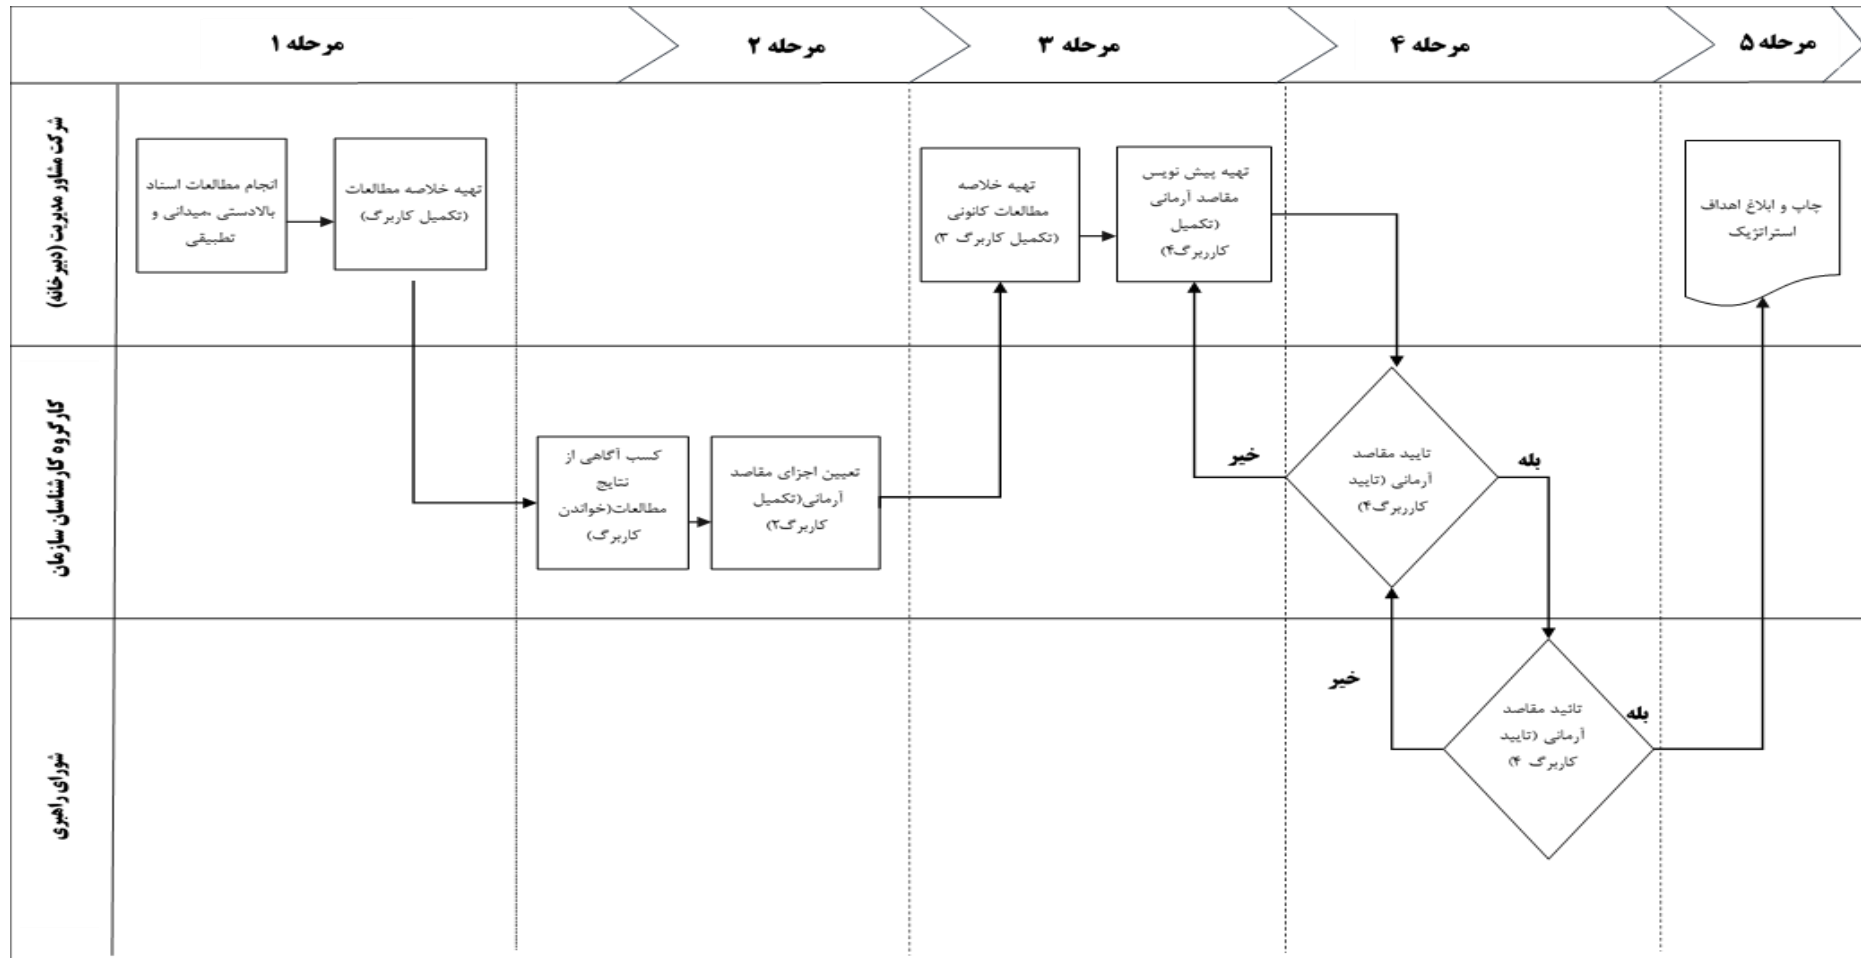 مرحله ۱
مرحله ۲
مرحله ۳
مرحله ۴
مرحله ۵
شرکت مشاور مدیریت (دبیرخانه)
انجام مطالعات اسناد
بالادستی ،میدانی و
تطبیقی
تهیه خلاصه مطالعات
(تکمیل کاربرگ)
تهیه خلاصه
مطالعات کانونی
(تکمیل کاربرگ ۳)
تهیه پیش نویس
مقاصد آرمانی
(تکمیل
کارربرگ۴)
چاپ و ابلاغ اهداف
استراتژیک
کارگروه کارشناسان سازمان
کسب آگاهی از
نتایج
مطالعات(خواندن
کاربرگ)
تعیین اجزای مقاصد
آرمانی(تکمیل
کاربرگ۲)
خیر
تایید مقاصد
آرمانی (تایید
کارربرگ۴)
بله
شورای راهبری
خیر
تائید مقاصد
آرمانی (تایید
کاربرگ ۴)
بله